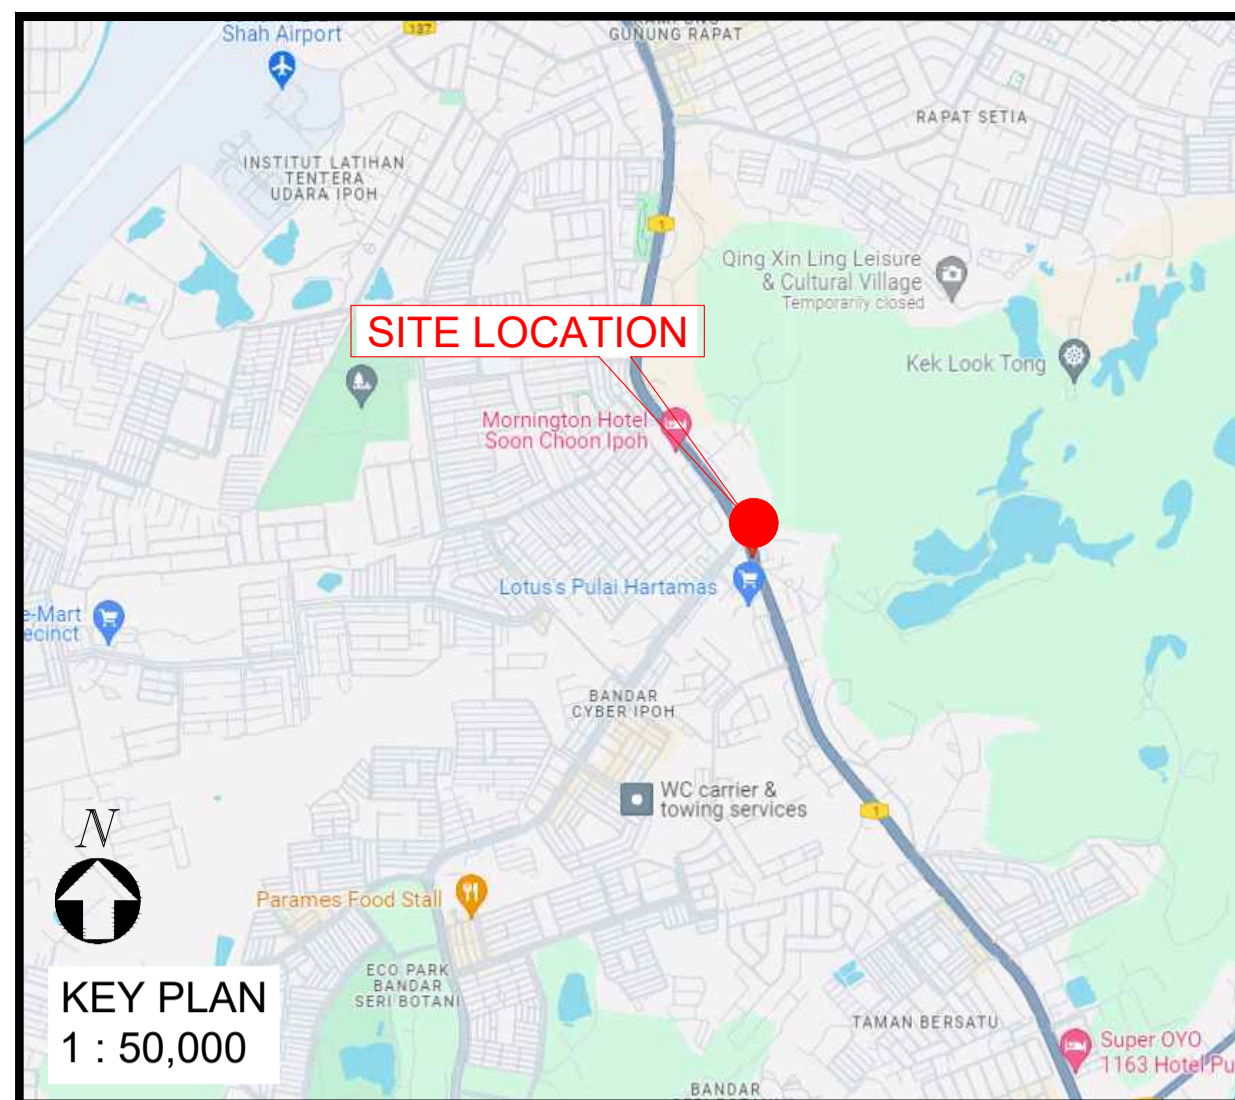 Shah Airport
137
KAMPUNG
GUNUNG RAPAT
RAPAT SETIA
INSTITUT LATIHAN
TENTERA
UDARA IPOH
1
Qing Xin Ling Leisure
& Cultural Village
Temporarily closed
SITE LOCATION
Kek Look Tong
Mornington Hotel
Soon Choon Ipoh
Lotus's Pulai Hartamas
e-Mart
ecinct
BANDAR
CYBER IPOH
WC carrier &
towing services
1
N
Parames Food Stall
ECO PARK
BANDAR
SERI BOTANI
KEY PLAN
1 : 50,000
TAMAN BERSATU
Super OYO
1163 Hotel Pu
BANDAR